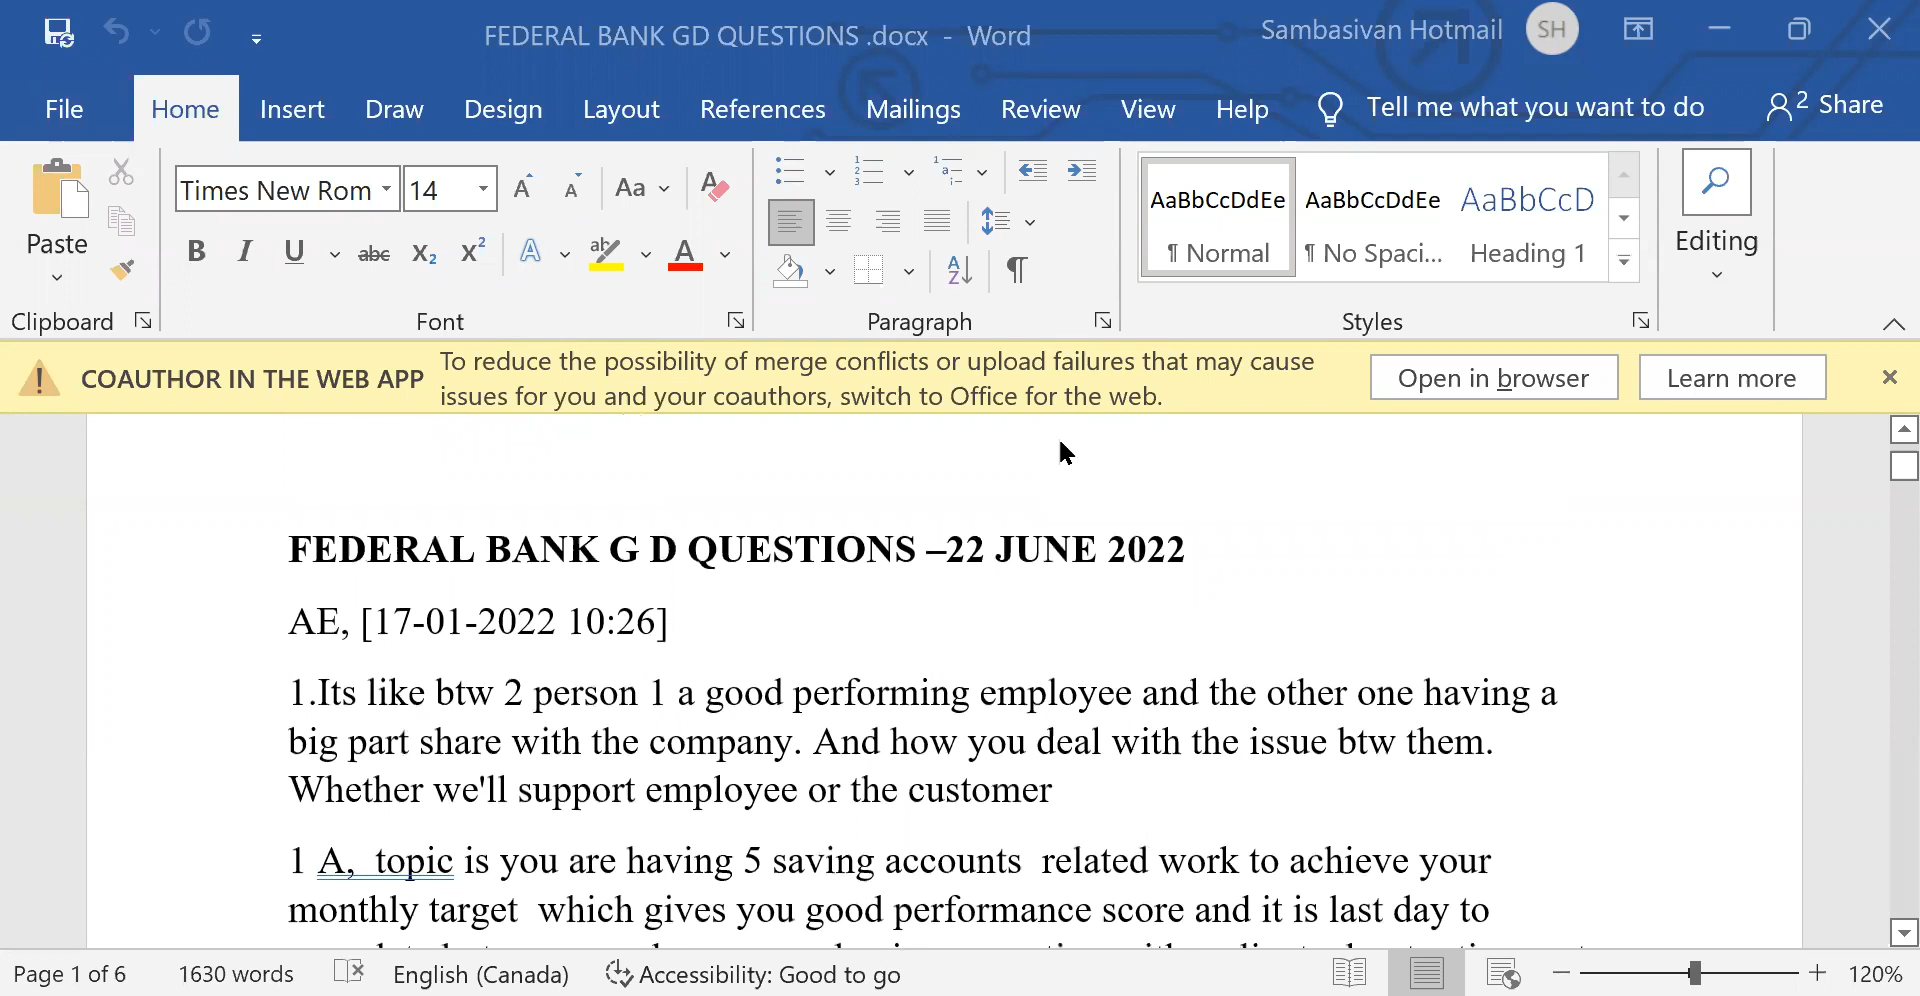 FEDERAL BANK GD QUESTIONS .docx - Word
Sambasivan Hotmail SH
File Home Insert Draw Design Layout References Mailings Review View Help Tell me what you want to do Share
Times New Rom 14
AaBbCcDdEe AaBbCcDdEe AaBbCcD
Paste
¶ Normal ¶ No Spaci... Heading 1
Editing
Clipboard Font Paragraph Styles
COAUTHOR IN THE WEB APP
To reduce the possibility of merge conflicts or upload failures that may cause
issues for you and your coauthors, switch to Office for the web.
Open in browser Learn more
FEDERAL BANK G D QUESTIONS –22 JUNE 2022
AE, [17-01-2022 10:26]
1.Its like btw 2 person 1 a good performing employee and the other one having a
big part share with the company. And how you deal with the issue btw them.
Whether we'll support employee or the customer
1 A,  topic is you are having 5 saving accounts  related work to achieve your
monthly target  which gives you good performance score and it is last day to
Page 1 of 6 1630 words English (Canada) Accessibility: Good to go 120%